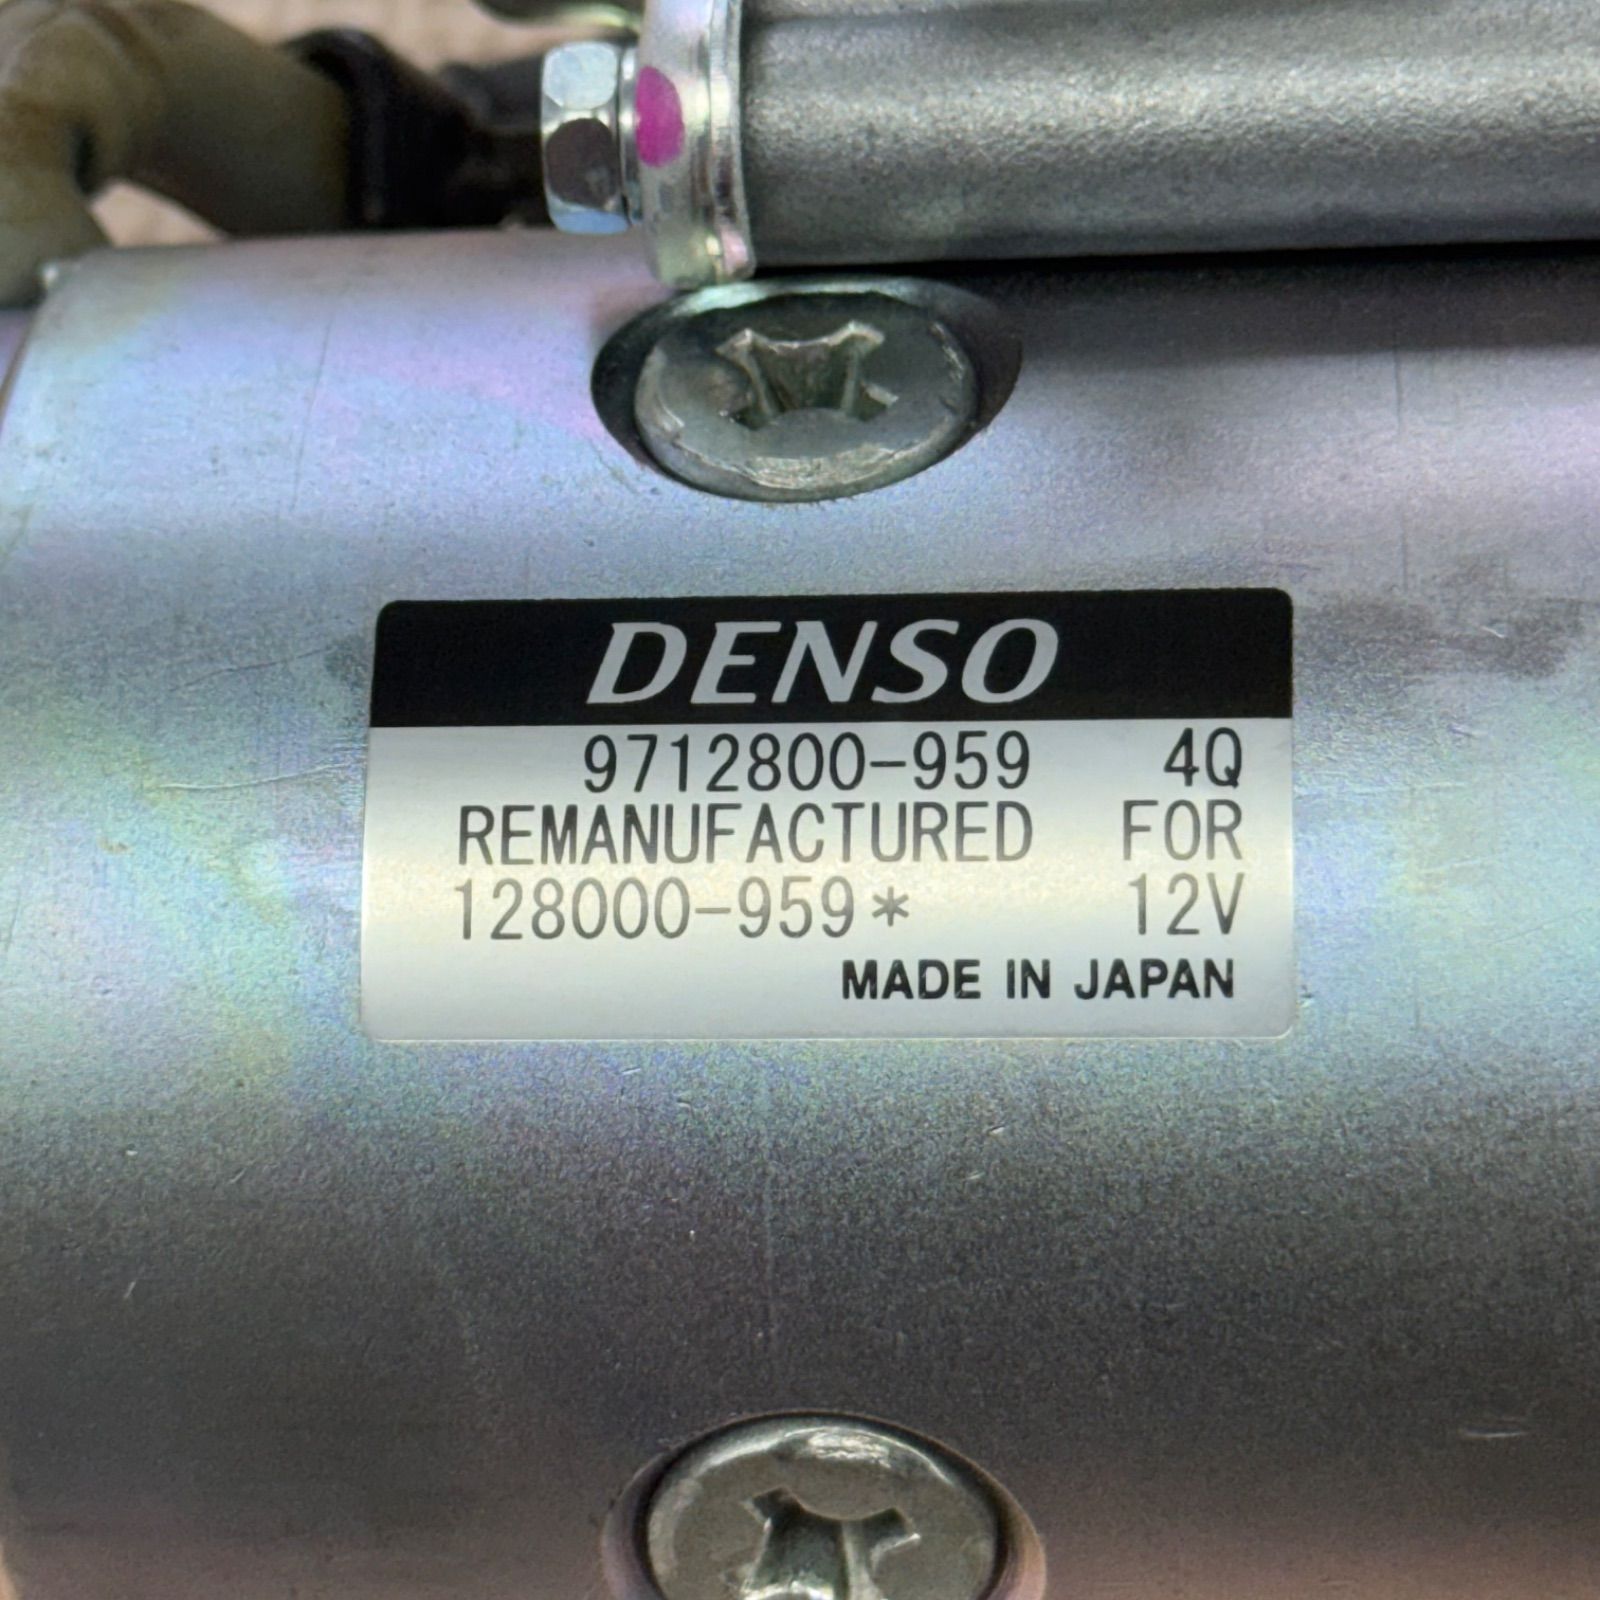 DENSO
9712800-959 4Q
REMANUFACTURED FOR
128000-959* 12V
MADE IN JAPAN